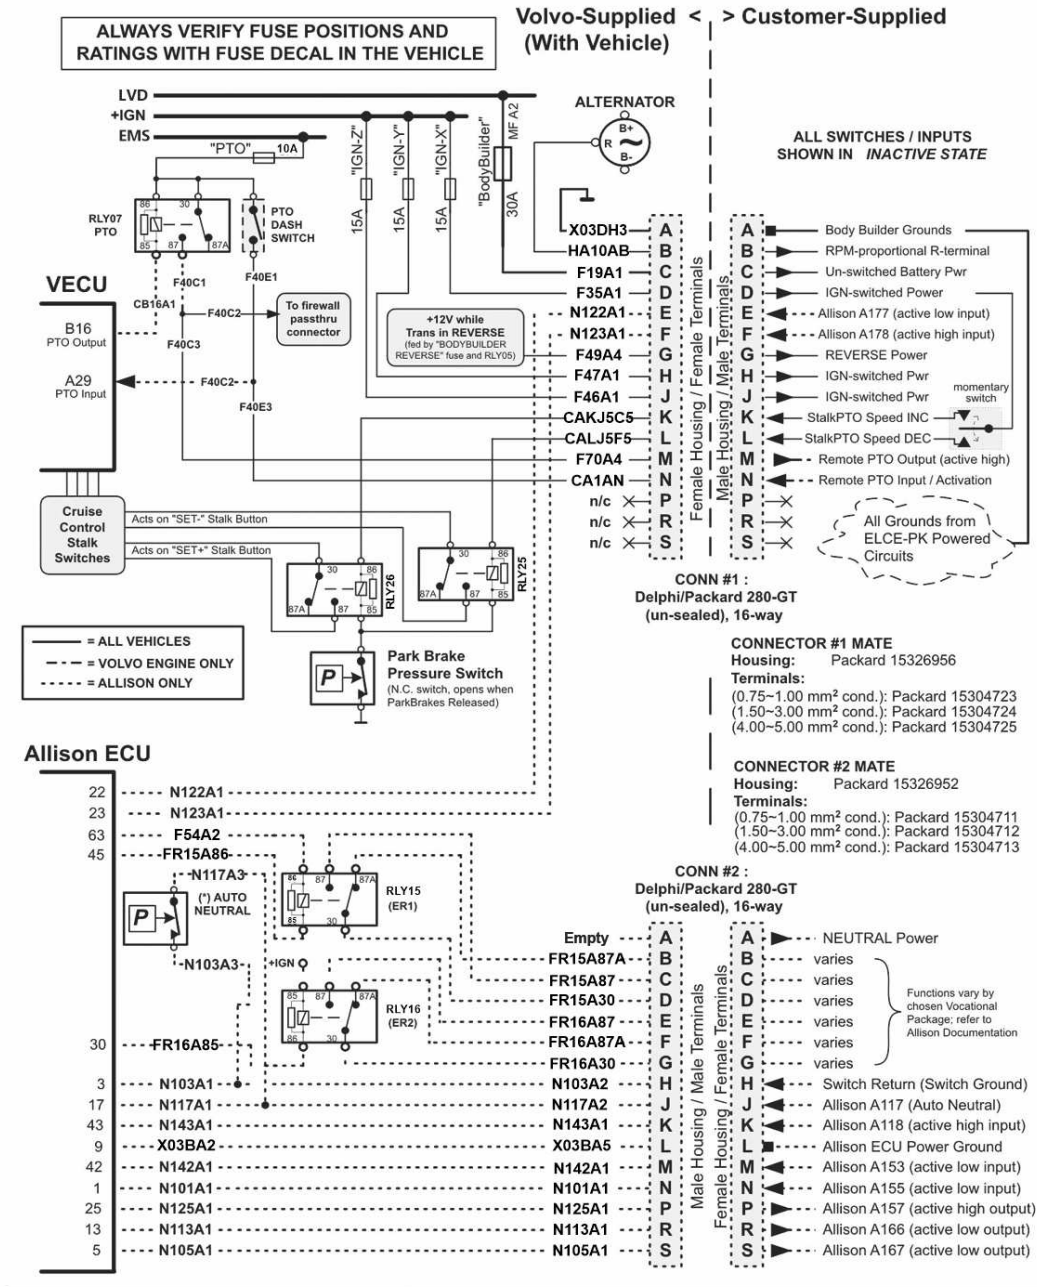 Volvo-Supplied < > Customer-Supplied
(With Vehicle)
ALWAYS VERIFY FUSE POSITIONS AND
RATINGS WITH FUSE DECAL IN THE VEHICLE
LVD
+IGN
EMS
"PTO" 10A
"IGN-Z"
15A
"IGN-Y"
15A
"IGN-X"
15A
"BodyBuilder"
MF A2
30A
ALTERNATOR
B+
R
B-
ALL SWITCHES / INPUTS
SHOWN IN INACTIVE STATE
RLY07
PTO
86
30
85
87
87A
PTO
DASH
SWITCH
F40C1
F40E1
CB16A1
F40C2
To firewall
passthru
connector
F40C3
F40C2
F40E3
VECU
B16
PTO Output
A29
PTO Input
+12V while
Trans in REVERSE
(fed by "BODYBUILDER
REVERSE" fuse and RLY05)
X03DH3 A A Body Builder Grounds
HA10AB B B RPM-proportional R-terminal
F19A1 C C Un-switched Battery Pwr
F35A1 D D IGN-switched Power
N122A1 E E Allison A177 (active low input)
N123A1 F F Allison A178 (active high input)
F49A4 G G REVERSE Power
F47A1 H H IGN-switched Pwr
F46A1 J J IGN-switched Pwr
CAKJ5C5 K K StalkPTO Speed INC
CALJ5F5 L L StalkPTO Speed DEC
F70A4 M M Remote PTO Output (active high)
CA1AN N N Remote PTO Input / Activation
n/c P P
n/c R R
n/c S S
Female Housing / Female Terminals
Male Housing / Male Terminals
momentary
switch
All Grounds from
ELCE-PK Powered
Circuits
Cruise
Control
Stalk
Switches
Acts on "SET-" Stalk Button
Acts on "SET+" Stalk Button
30
86
87A
87
85
RLY26
30
86
87A
87
85
RLY25
CONN #1 :
Delphi/Packard 280-GT
(un-sealed), 16-way
= ALL VEHICLES
= VOLVO ENGINE ONLY
= ALLISON ONLY
P
Park Brake
Pressure Switch
(N.C. switch, opens when
ParkBrakes Released)
CONNECTOR #1 MATE
Housing: Packard 15326956
Terminals:
(0.75~1.00 mm² cond.): Packard 15304723
(1.50~3.00 mm² cond.): Packard 15304724
(4.00~5.00 mm² cond.): Packard 15304725
CONNECTOR #2 MATE
Housing: Packard 15326952
Terminals:
(0.75~1.00 mm² cond.): Packard 15304711
(1.50~3.00 mm² cond.): Packard 15304712
(4.00~5.00 mm² cond.): Packard 15304713
Allison ECU
22 N122A1
23 N123A1
63 F54A2
45 FR15A86
N117A3
P
(*) AUTO
NEUTRAL
N103A3
86
87
87A
85
30
RLY15
(ER1)
+IGN
85
87
87A
86
30
RLY16
(ER2)
CONN #2 :
Delphi/Packard 280-GT
(un-sealed), 16-way
Empty A A NEUTRAL Power
FR15A87A B B varies
FR15A87 C C varies
FR15A30 D D varies
FR16A87 E E varies
FR16A87A F F varies
FR16A30 G G varies
Functions vary by
chosen Vocational
Package; refer to
Allison Documentation
30 FR16A85
3 N103A1 N103A2 H H Switch Return (Switch Ground)
17 N117A1 N117A2 J J Allison A117 (Auto Neutral)
43 N143A1 N143A1 K K Allison A118 (active high input)
9 X03BA2 X03BA5 L L Allison ECU Power Ground
42 N142A1 N142A1 M M Allison A153 (active low input)
1 N101A1 N101A1 N N Allison A155 (active low input)
25 N125A1 N125A1 P P Allison A157 (active high output)
13 N113A1 N113A1 R R Allison A166 (active low output)
5 N105A1 N105A1 S S Allison A167 (active low output)
Male Housing / Male Terminals
Female Housing / Female Terminals